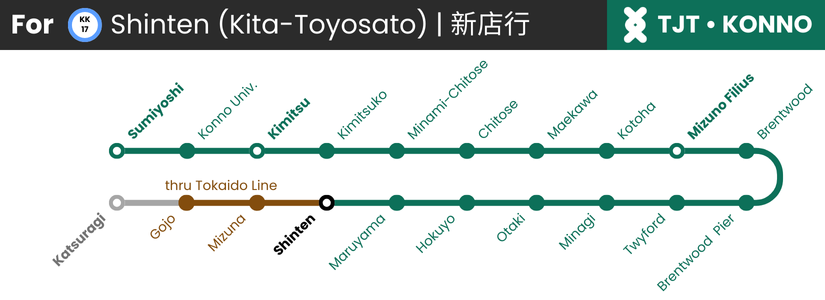 For KK 17 Shinten (Kita-Toyosato) | 新店行
TJT • KONNO
Sumiyoshi
Konno Univ.
Kimitsu
Kimitsuko
Minami-Chitose
Chitose
Maekawa
Kotoha
Mizuno Filius
Brentwood
thru Tokaido Line
Katsuragi
Gojo
Mizuna
Shinten
Maruyama
Hokuyo
Otaki
Minagi
Twyford
Brentwood Pier